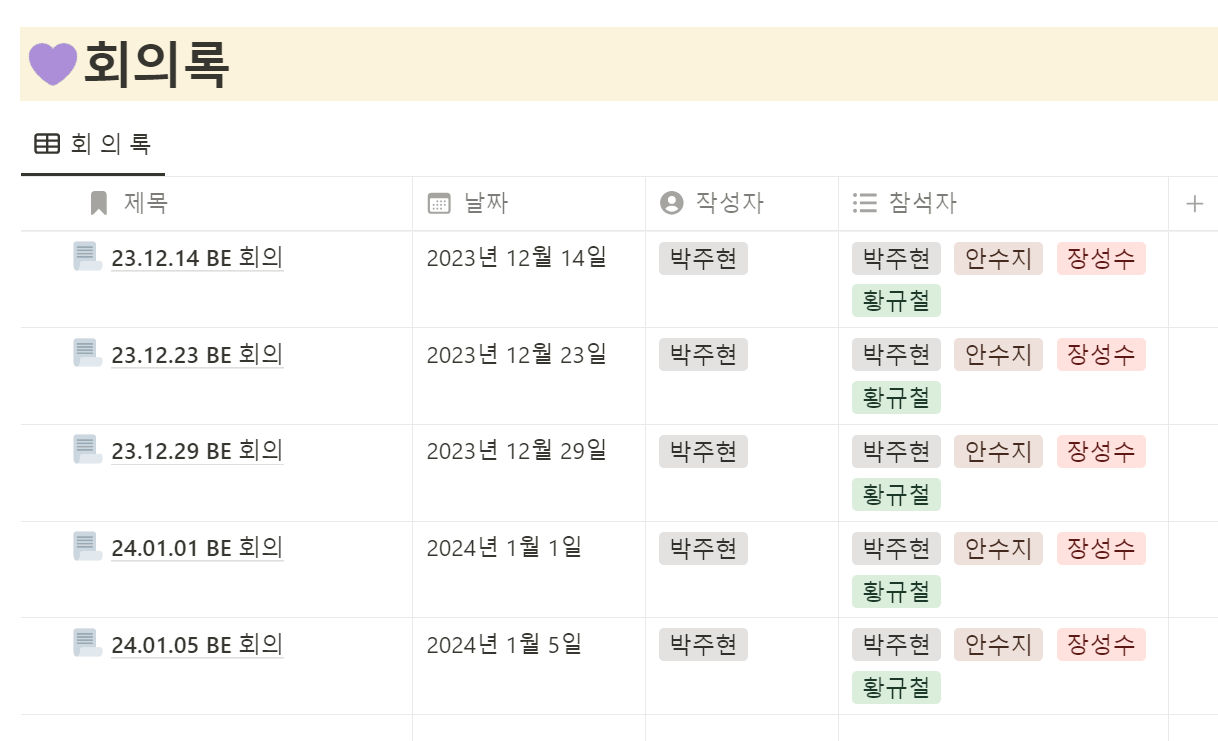 💜회의록
회 의 록
제목 날짜 작성자 참석자
23.12.14 BE 회의 2023년 12월 14일 박주현 박주현 안수지 장성수
황규철
23.12.23 BE 회의 2023년 12월 23일 박주현 박주현 안수지 장성수
황규철
23.12.29 BE 회의 2023년 12월 29일 박주현 박주현 안수지 장성수
황규철
24.01.01 BE 회의 2024년 1월 1일 박주현 박주현 안수지 장성수
황규철
24.01.05 BE 회의 2024년 1월 5일 박주현 박주현 안수지 장성수
황규철